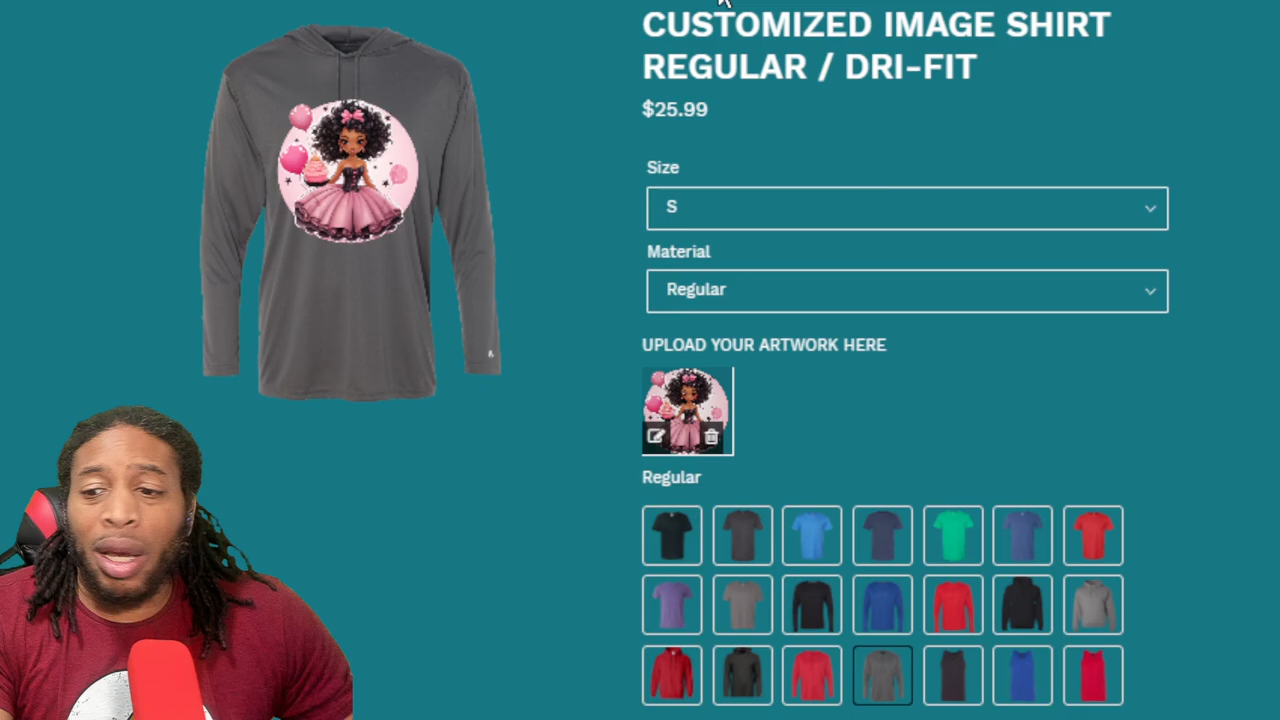 CUSTOMIZED IMAGE SHIRT
REGULAR / DRI-FIT
$25.99
Size
S
Material
Regular
UPLOAD YOUR ARTWORK HERE
Regular